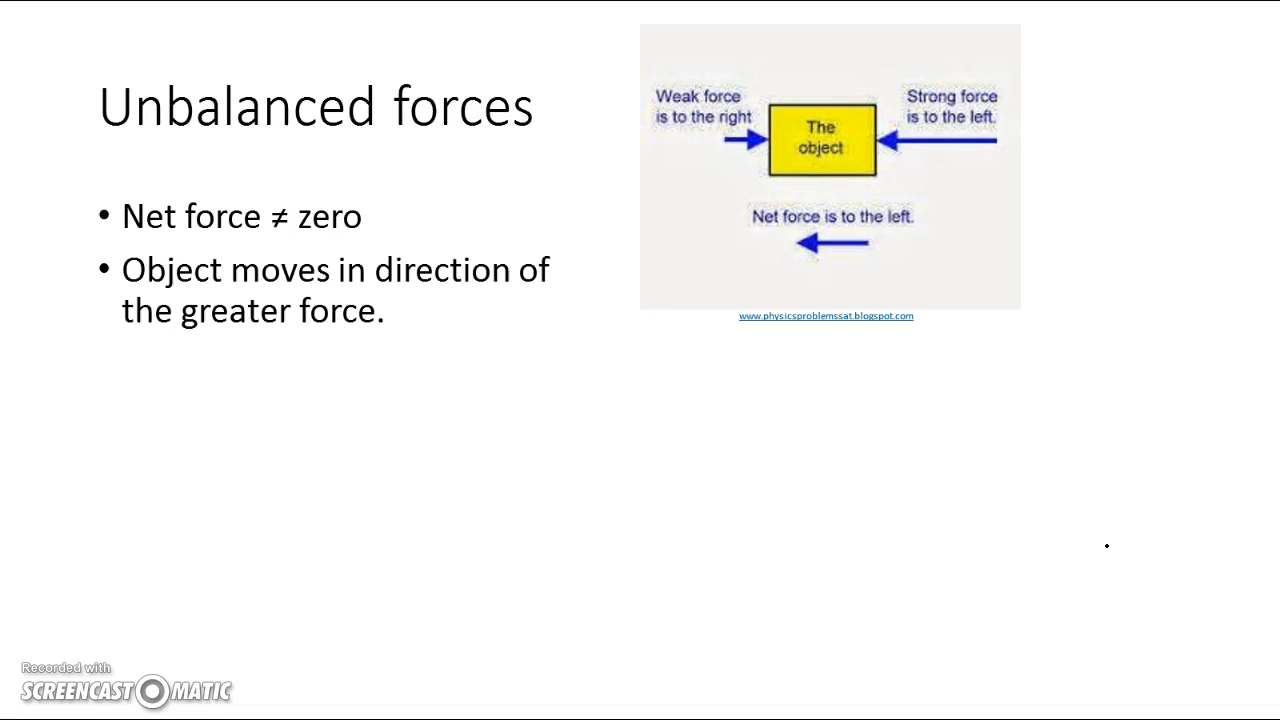 Unbalanced forces
• Net force ≠ zero
• Object moves in direction of
the greater force.
Weak force
is to the right
The
object
Strong force
is to the left.
Net force is to the left.
www.physicsproblemssat.blogspot.com
Recorded with
SCREENCAST MATIC